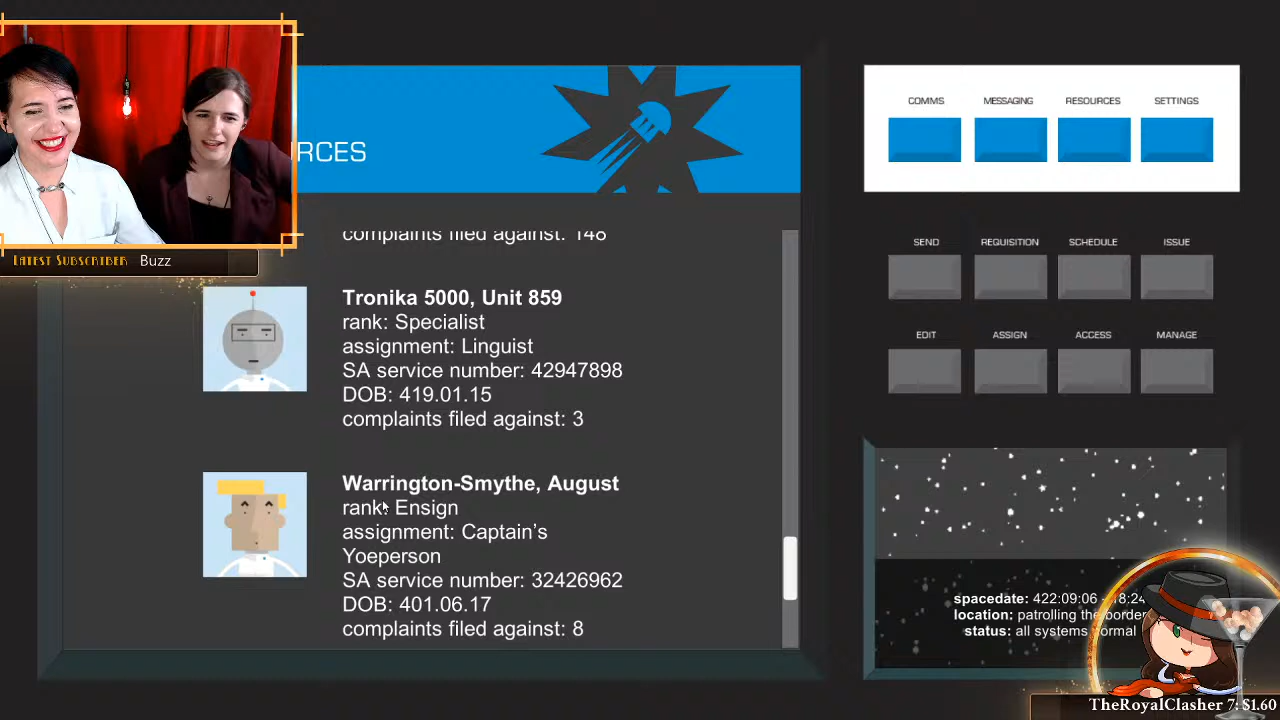 RCES
complaints filed against: 148
Tronika 5000, Unit 859
rank: Specialist
assignment: Linguist
SA service number: 42947898
DOB: 419.01.15
complaints filed against: 3
Warrington-Smythe, August
rank: Ensign
assignment: Captain's
Yoeperson
SA service number: 32426962
DOB: 401.06.17
complaints filed against: 8
LATEST SUBSCRIBER Buzz
COMMS MESSAGING RESOURCES SETTINGS
SEND REQUISITION SCHEDULE ISSUE
EDIT ASSIGN ACCESS MANAGE
spacedate: 422:09:06 - 18:24
location: patrolling the border
status: all systems normal
TheRoyalClasher 7: $1.60